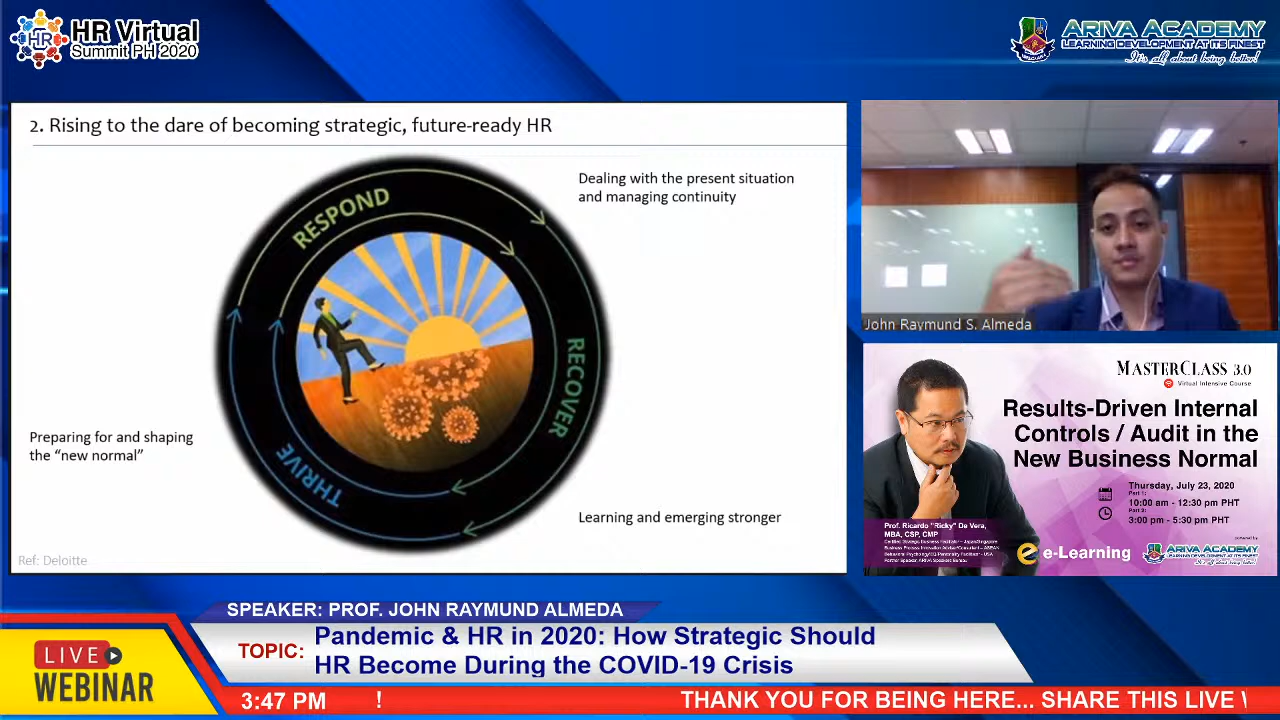 HR Virtual
Summit PH 2020
HR
ARIVA ACADEMY
LEARNING DEVELOPMENT AT ITS FINEST
It's all about being better!
2. Rising to the dare of becoming strategic, future-ready HR
RESPOND
Dealing with the present situation
and managing continuity
RECOVER
THRIVE
Preparing for and shaping
the “new normal”
Learning and emerging stronger
Ref: Deloitte
John Raymund S. Almeda
MASTERCLASS 3.0
Virtual Intensive Course
Results-Driven Internal
Controls / Audit in the
New Business Normal
Thursday, July 23, 2020
Part 1:
10:00 am - 12:30 pm PHT
Part 2:
3:00 pm - 5:30 pm PHT
Prof. Ricardo "Ricky" De Vera,
MBA, CSP, CMP
e e-Learning
powered by
ARIVA ACADEMY
SPEAKER: PROF. JOHN RAYMUND ALMEDA
TOPIC:
Pandemic & HR in 2020: How Strategic Should
HR Become During the COVID-19 Crisis
LIVE
WEBINAR
3:47 PM
!
THANK YOU FOR BEING HERE... SHARE THIS LIVE